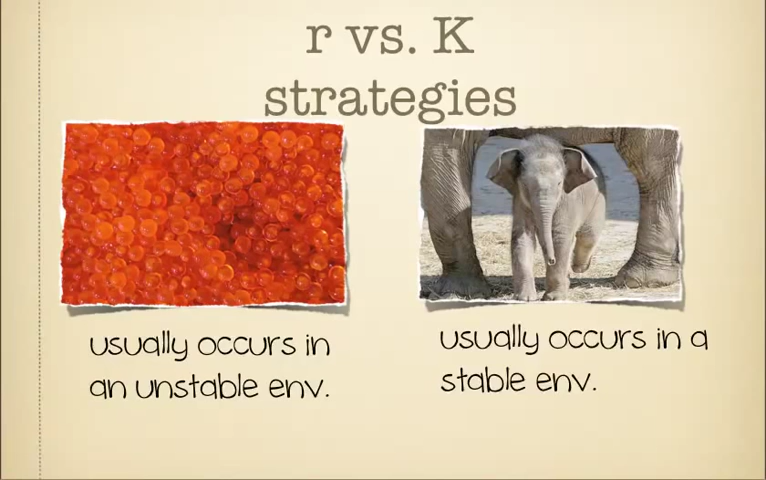 r vs. K
strategies
usually occurs in
an unstable env.
usually occurs in a
stable env.